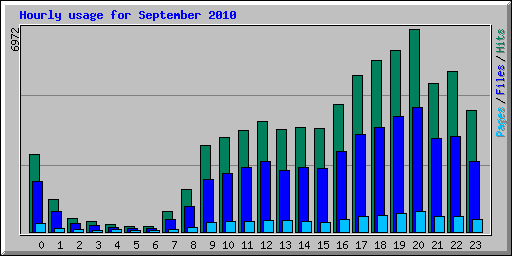 Hourly usage for September 2010
6972
Pages/Files/Hits
0 1 2 3 4 5 6 7 8 9 10 11 12 13 14 15 16 17 18 19 20 21 22 23